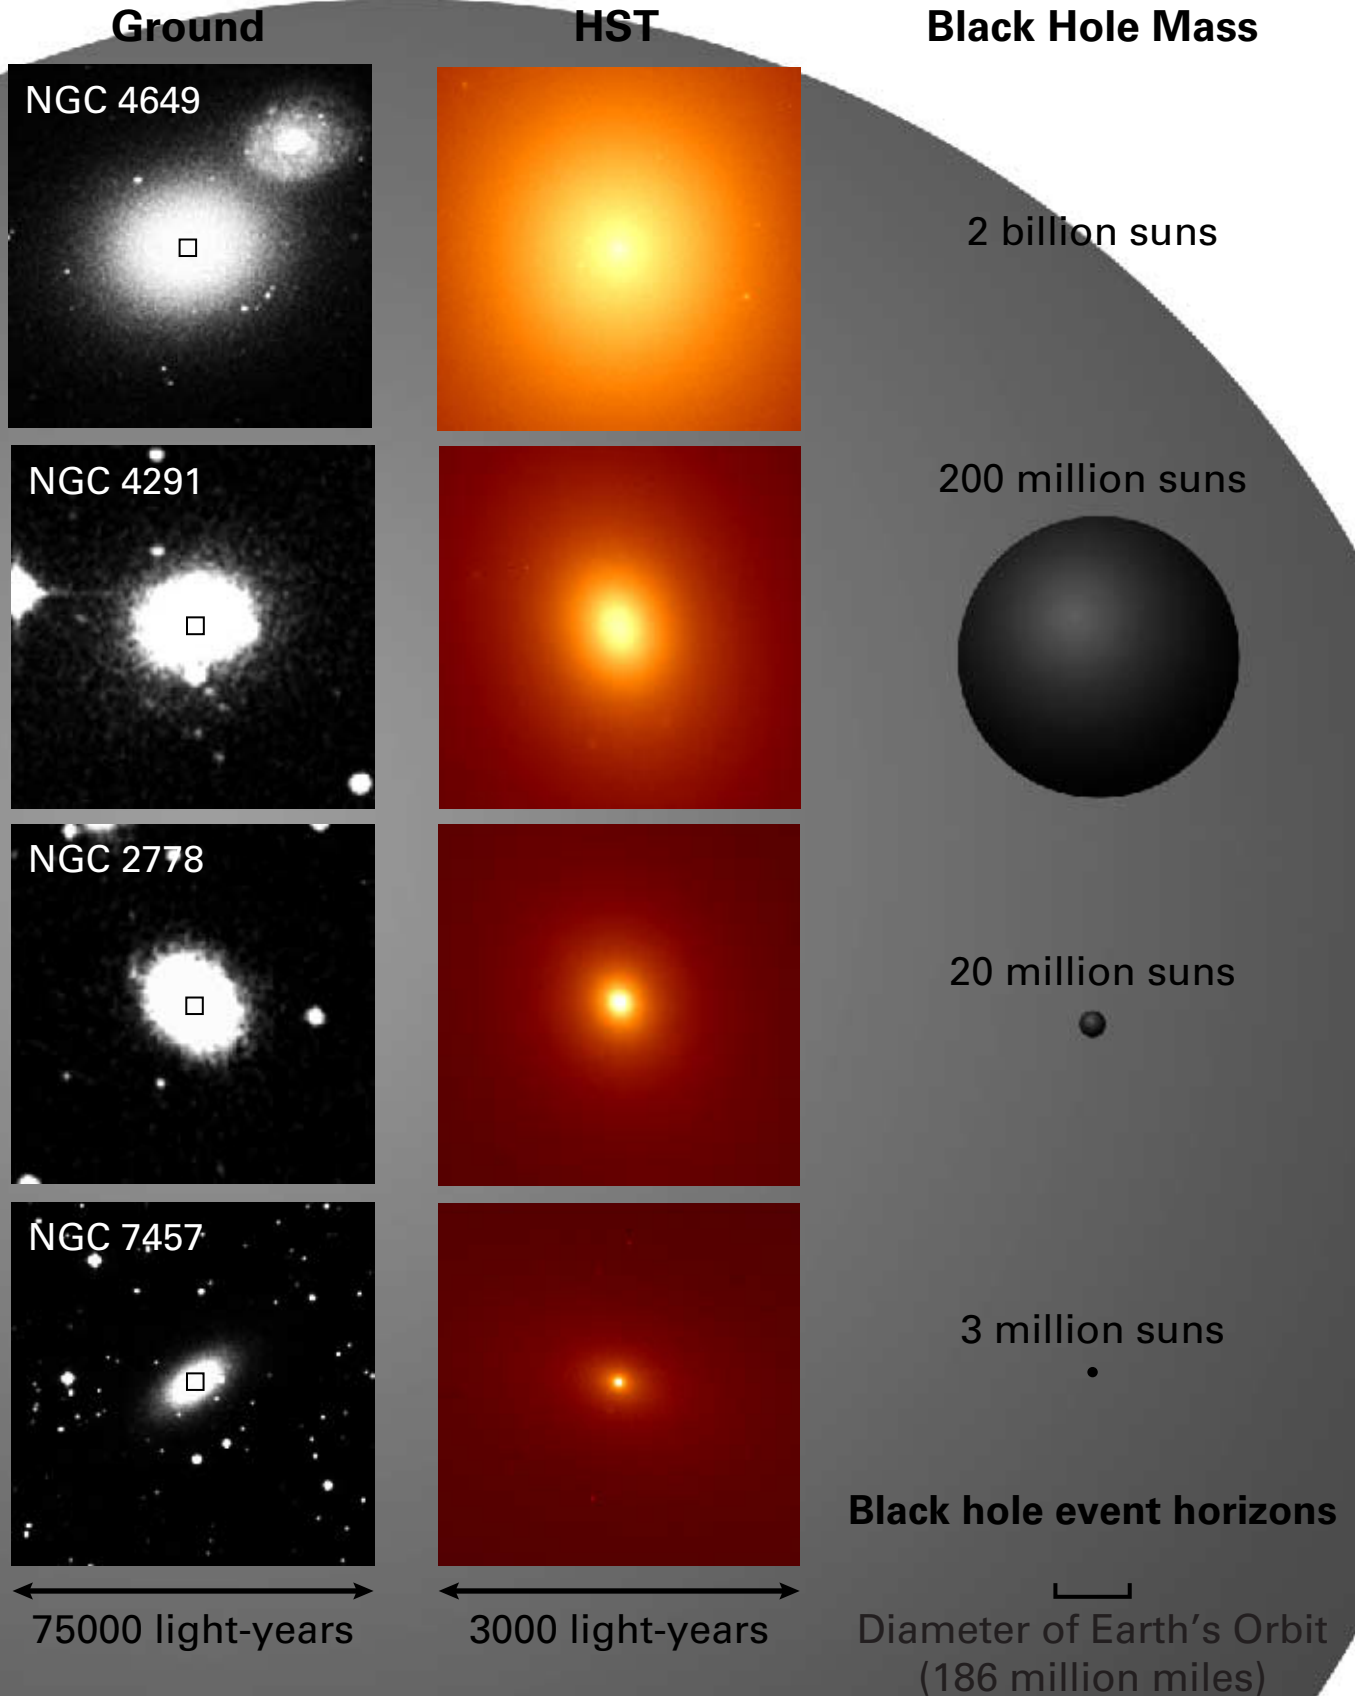 Ground HST Black Hole Mass
NGC 4649
2 billion suns
NGC 4291
200 million suns
NGC 2778
20 million suns
NGC 7457
3 million suns
Black hole event horizons
75000 light-years
3000 light-years
Diameter of Earth's Orbit
(186 million miles)